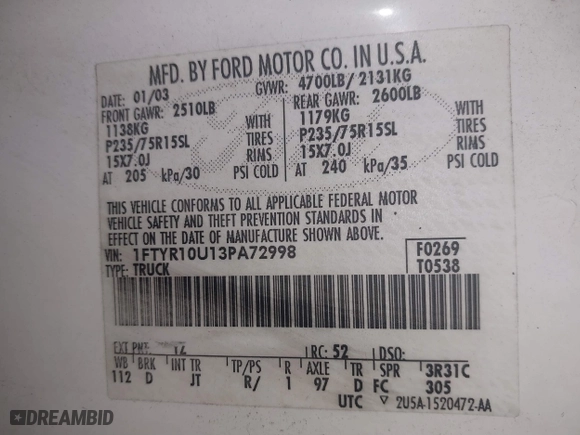 MFD. BY FORD MOTOR CO. IN U.S.A.
DATE: 01/03 GVWR: 4700LB/ 2131KG
FRONT GAWR: 2510LB REAR GAWR: 2600LB
1138KG WITH 1179KG WITH
P235/75R15SL TIRES P235/75R15SL TIRES
15X7.0J RIMS 15X7.0J RIMS
AT 205 kPa/30 PSI COLD AT 240 kPa/35 PSI COLD
THIS VEHICLE CONFORMS TO ALL APPLICABLE FEDERAL MOTOR
VEHICLE SAFETY AND THEFT PREVENTION STANDARDS IN
EFFECT ON THE DATE OF MANUFACTURE SHOWN ABOVE.
VIN: 1FTYR10U13PA72998 F0269
TYPE: TRUCK T0538
EXT PNT: RC: 52 DSO:
WB BRK INT TR TP/PS R AXLE TR SPR 3R31C
112 D JT R/ 1 97 D FC 305
UTC ▽ 2U5A-1520472-AA
DREAMBID